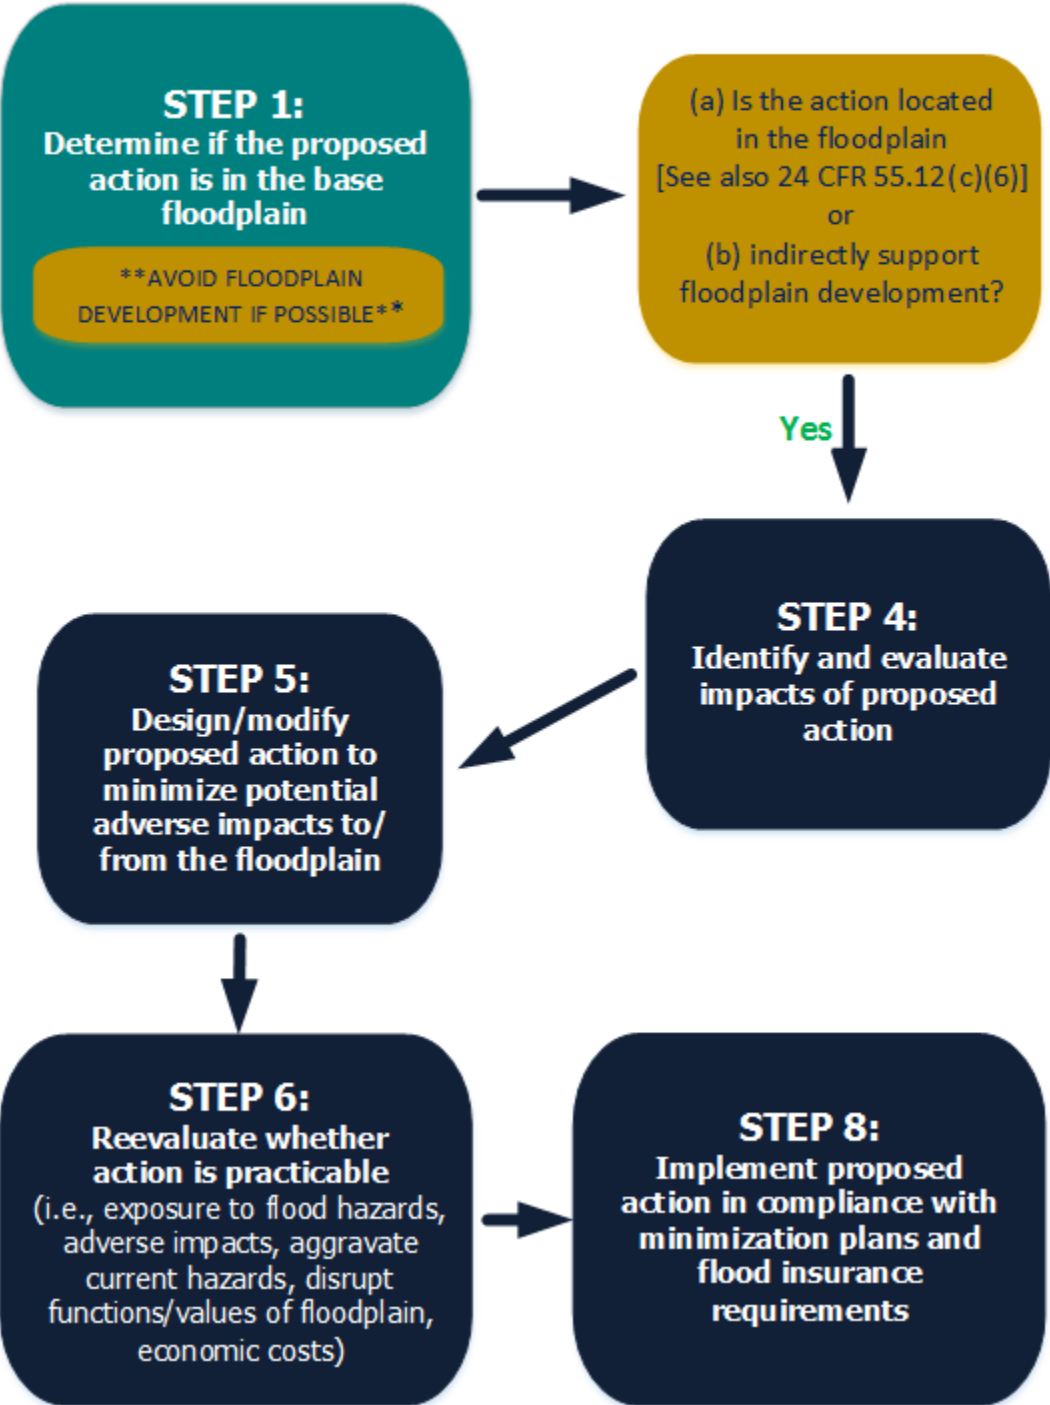 STEP 1:
Determine if the proposed
action is in the base
floodplain
**AVOID FLOODPLAIN
DEVELOPMENT IF POSSIBLE**
(a) Is the action located
in the floodplain
[See also 24 CFR 55.12(c)(6)]
or
(b) indirectly support
floodplain development?
Yes
STEP 4:
Identify and evaluate
impacts of proposed
action
STEP 5:
Design/modify
proposed action to
minimize potential
adverse impacts to/
from the floodplain
STEP 6:
Reevaluate whether
action is practicable
(i.e., exposure to flood hazards,
adverse impacts, aggravate
current hazards, disrupt
functions/values of floodplain,
economic costs)
STEP 8:
Implement proposed
action in compliance with
minimization plans and
flood insurance
requirements